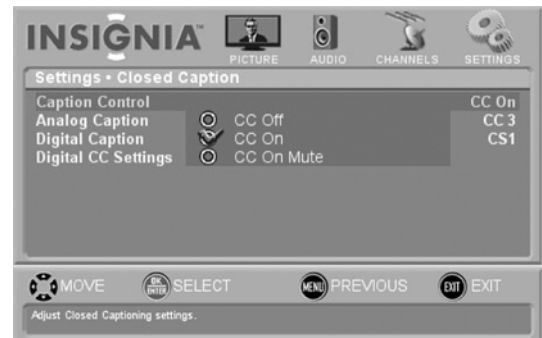 INSIGNIA™
PICTURE AUDIO CHANNELS SETTINGS
Settings • Closed Caption
Caption Control CC On
Analog Caption CC Off CC 3
Digital Caption CC On CS1
Digital CC Settings CC On Mute
MOVE OK ENTER SELECT MENU PREVIOUS EXIT EXIT
Adjust Closed Captioning settings.